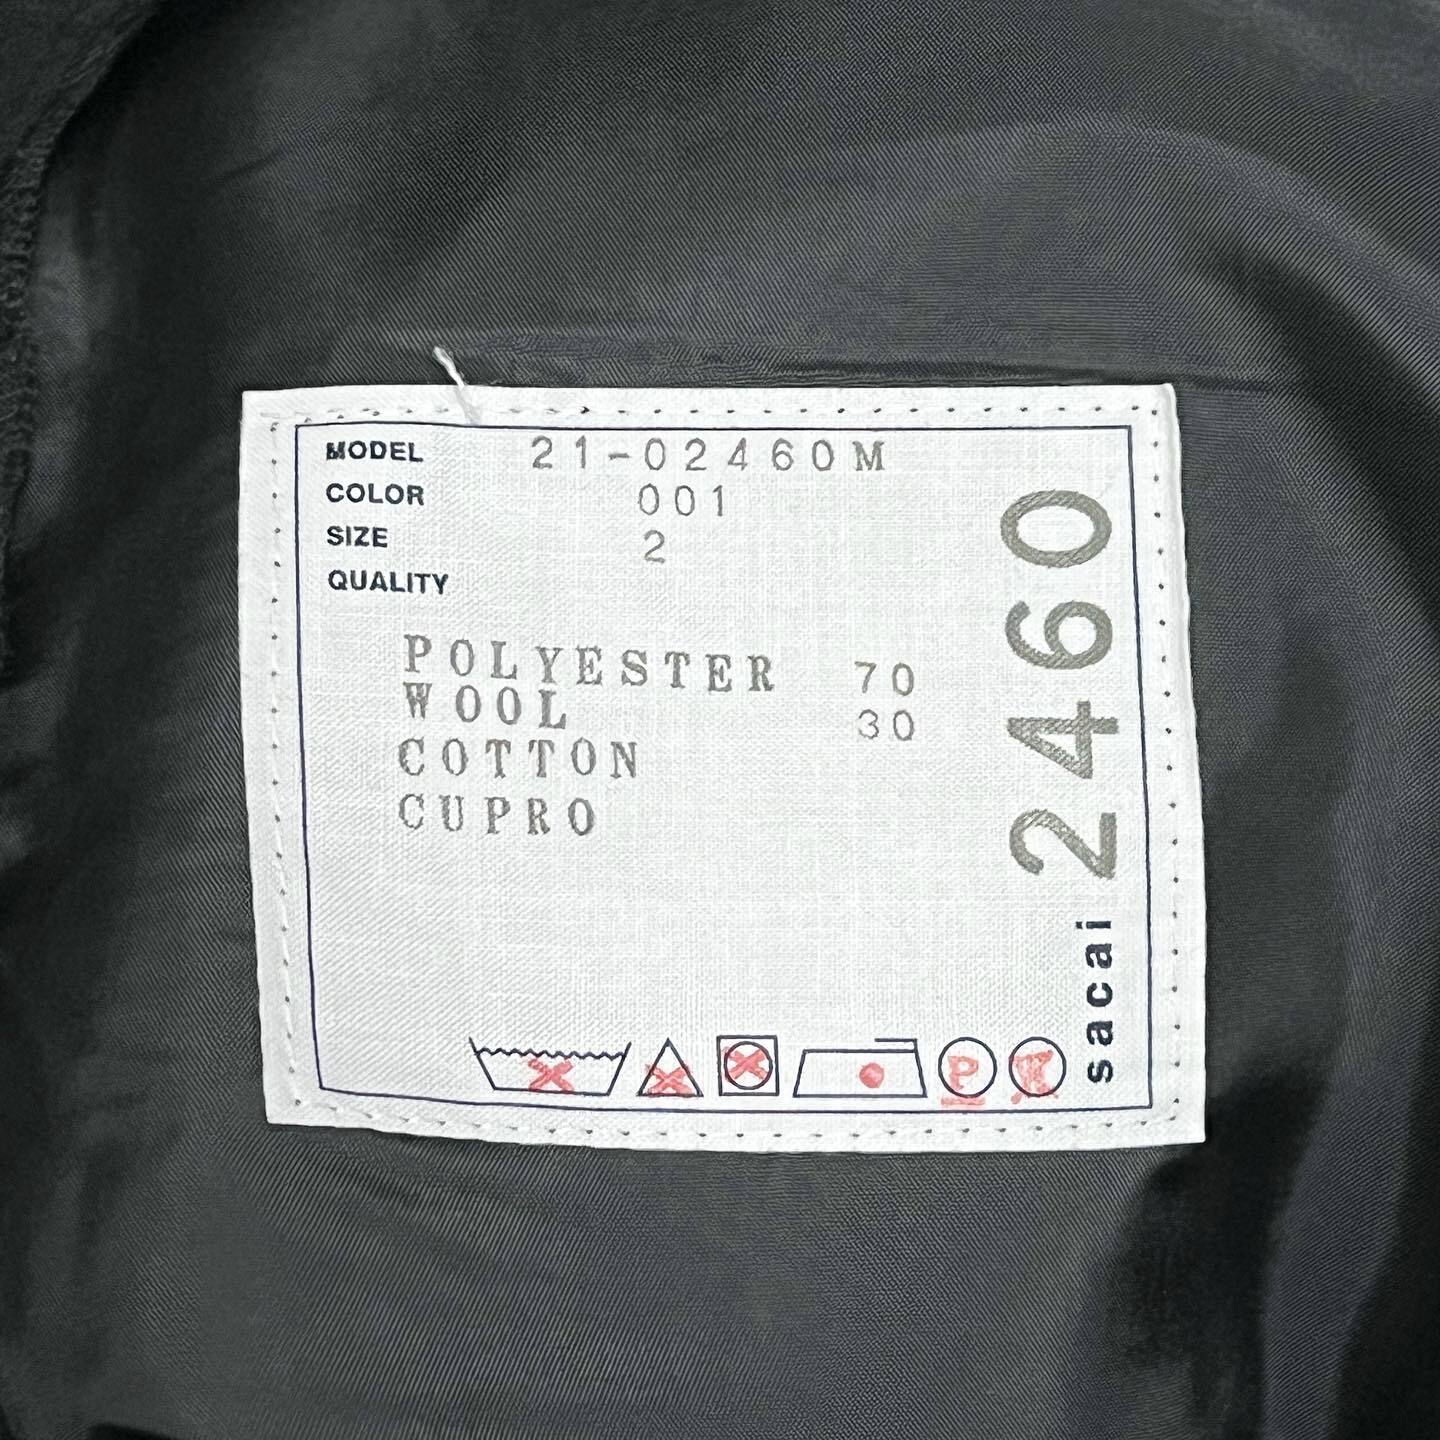 MODEL 21-02460M
COLOR 001
SIZE 2
QUALITY
POLYESTER 70
WOOL 30
COTTON
CUPRO
sacai 2460
P